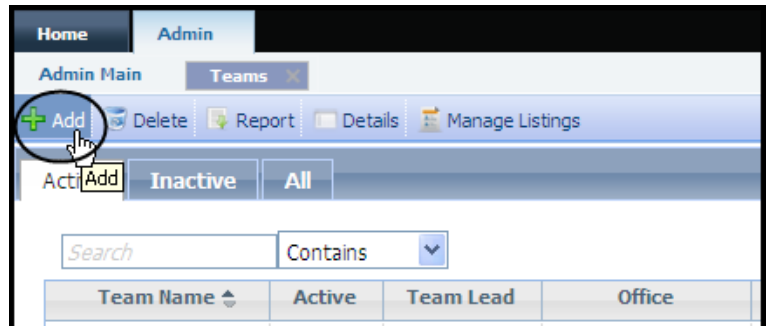 Home Admin
Admin Main Teams
Add Delete Report Details Manage Listings
Add
Inactive All
Search Contains
Team Name Active Team Lead Office